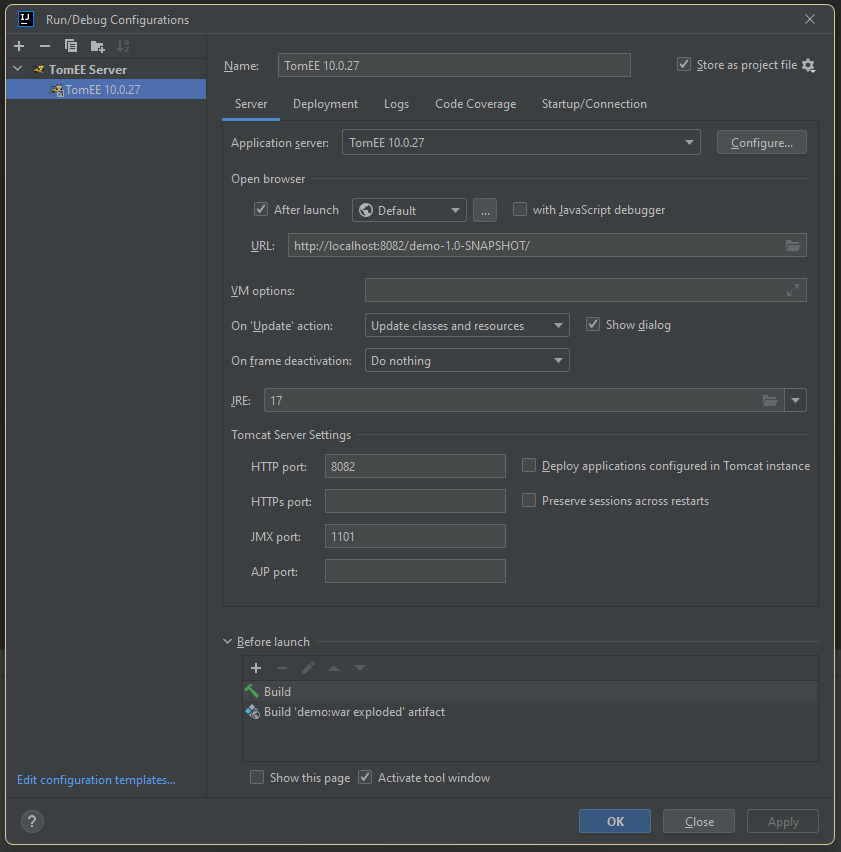 IJ Run/Debug Configurations
TomEE Server
TomEE 10.0.27
Edit configuration templates...
Name: TomEE 10.0.27 Store as project file
Server Deployment Logs Code Coverage Startup/Connection
Application server: TomEE 10.0.27 Configure...
Open browser
After launch Default ... with JavaScript debugger
URL: http://localhost:8082/demo-1.0-SNAPSHOT/
VM options:
On 'Update' action: Update classes and resources Show dialog
On frame deactivation: Do nothing
JRE: 17
Tomcat Server Settings
HTTP port: 8082 Deploy applications configured in Tomcat instance
HTTPs port: Preserve sessions across restarts
JMX port: 1101
AJP port:
Before launch
Build
Build 'demo:war exploded' artifact
Show this page Activate tool window
? OK Close Apply